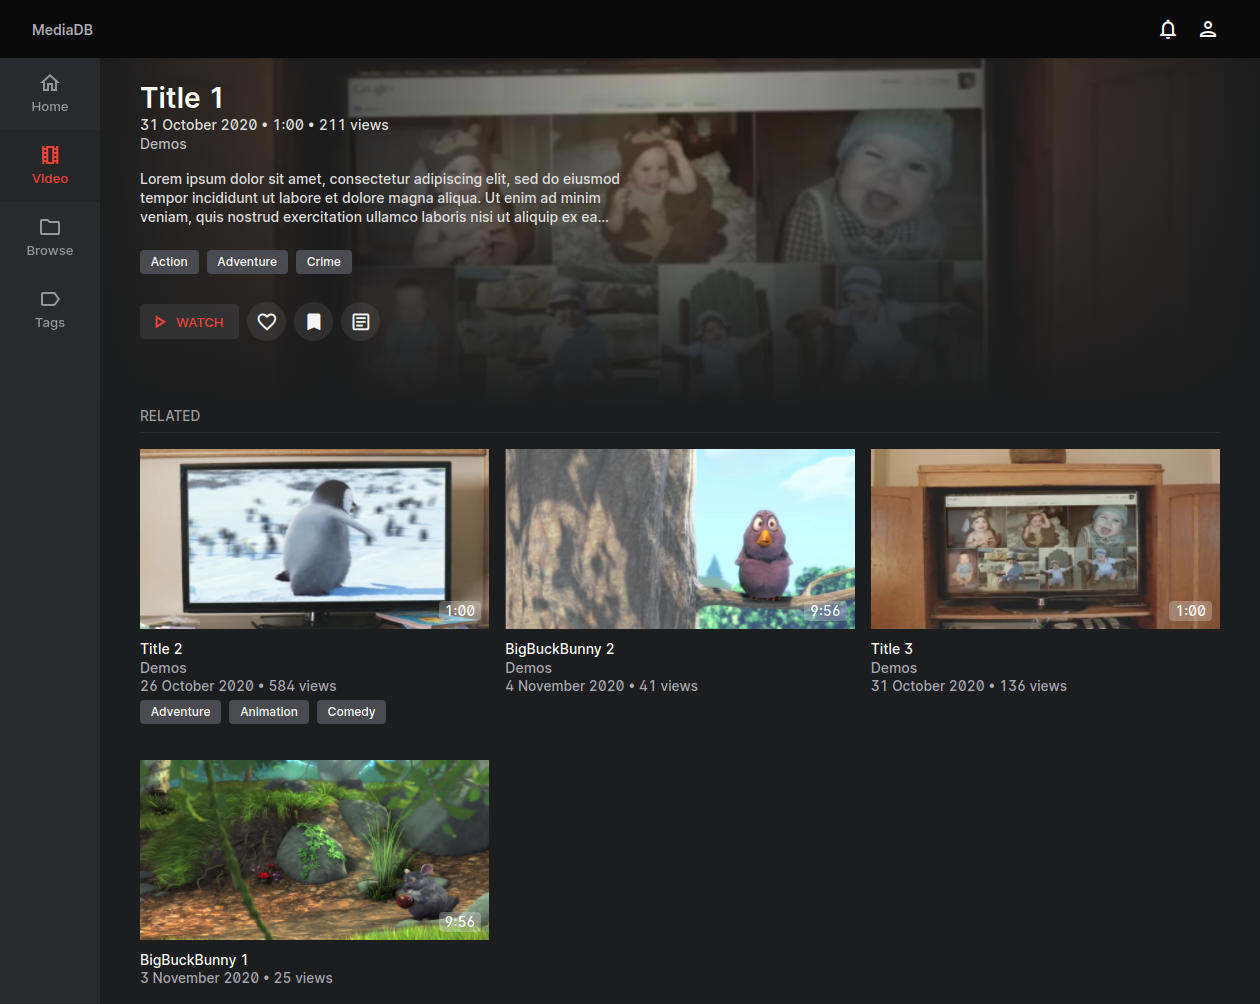 MediaDB
Home
Video
Browse
Tags
Title 1
31 October 2020 • 1:00 • 211 views
Demos
Lorem ipsum dolor sit amet, consectetur adipiscing elit, sed do eiusmod
tempor incididunt ut labore et dolore magna aliqua. Ut enim ad minim
veniam, quis nostrud exercitation ullamco laboris nisi ut aliquip ex ea...
Action Adventure Crime
WATCH
RELATED
1:00
Title 2
Demos
26 October 2020 • 584 views
Adventure Animation Comedy
9:56
BigBuckBunny 2
Demos
4 November 2020 • 41 views
1:00
Title 3
Demos
31 October 2020 • 136 views
9:56
BigBuckBunny 1
3 November 2020 • 25 views